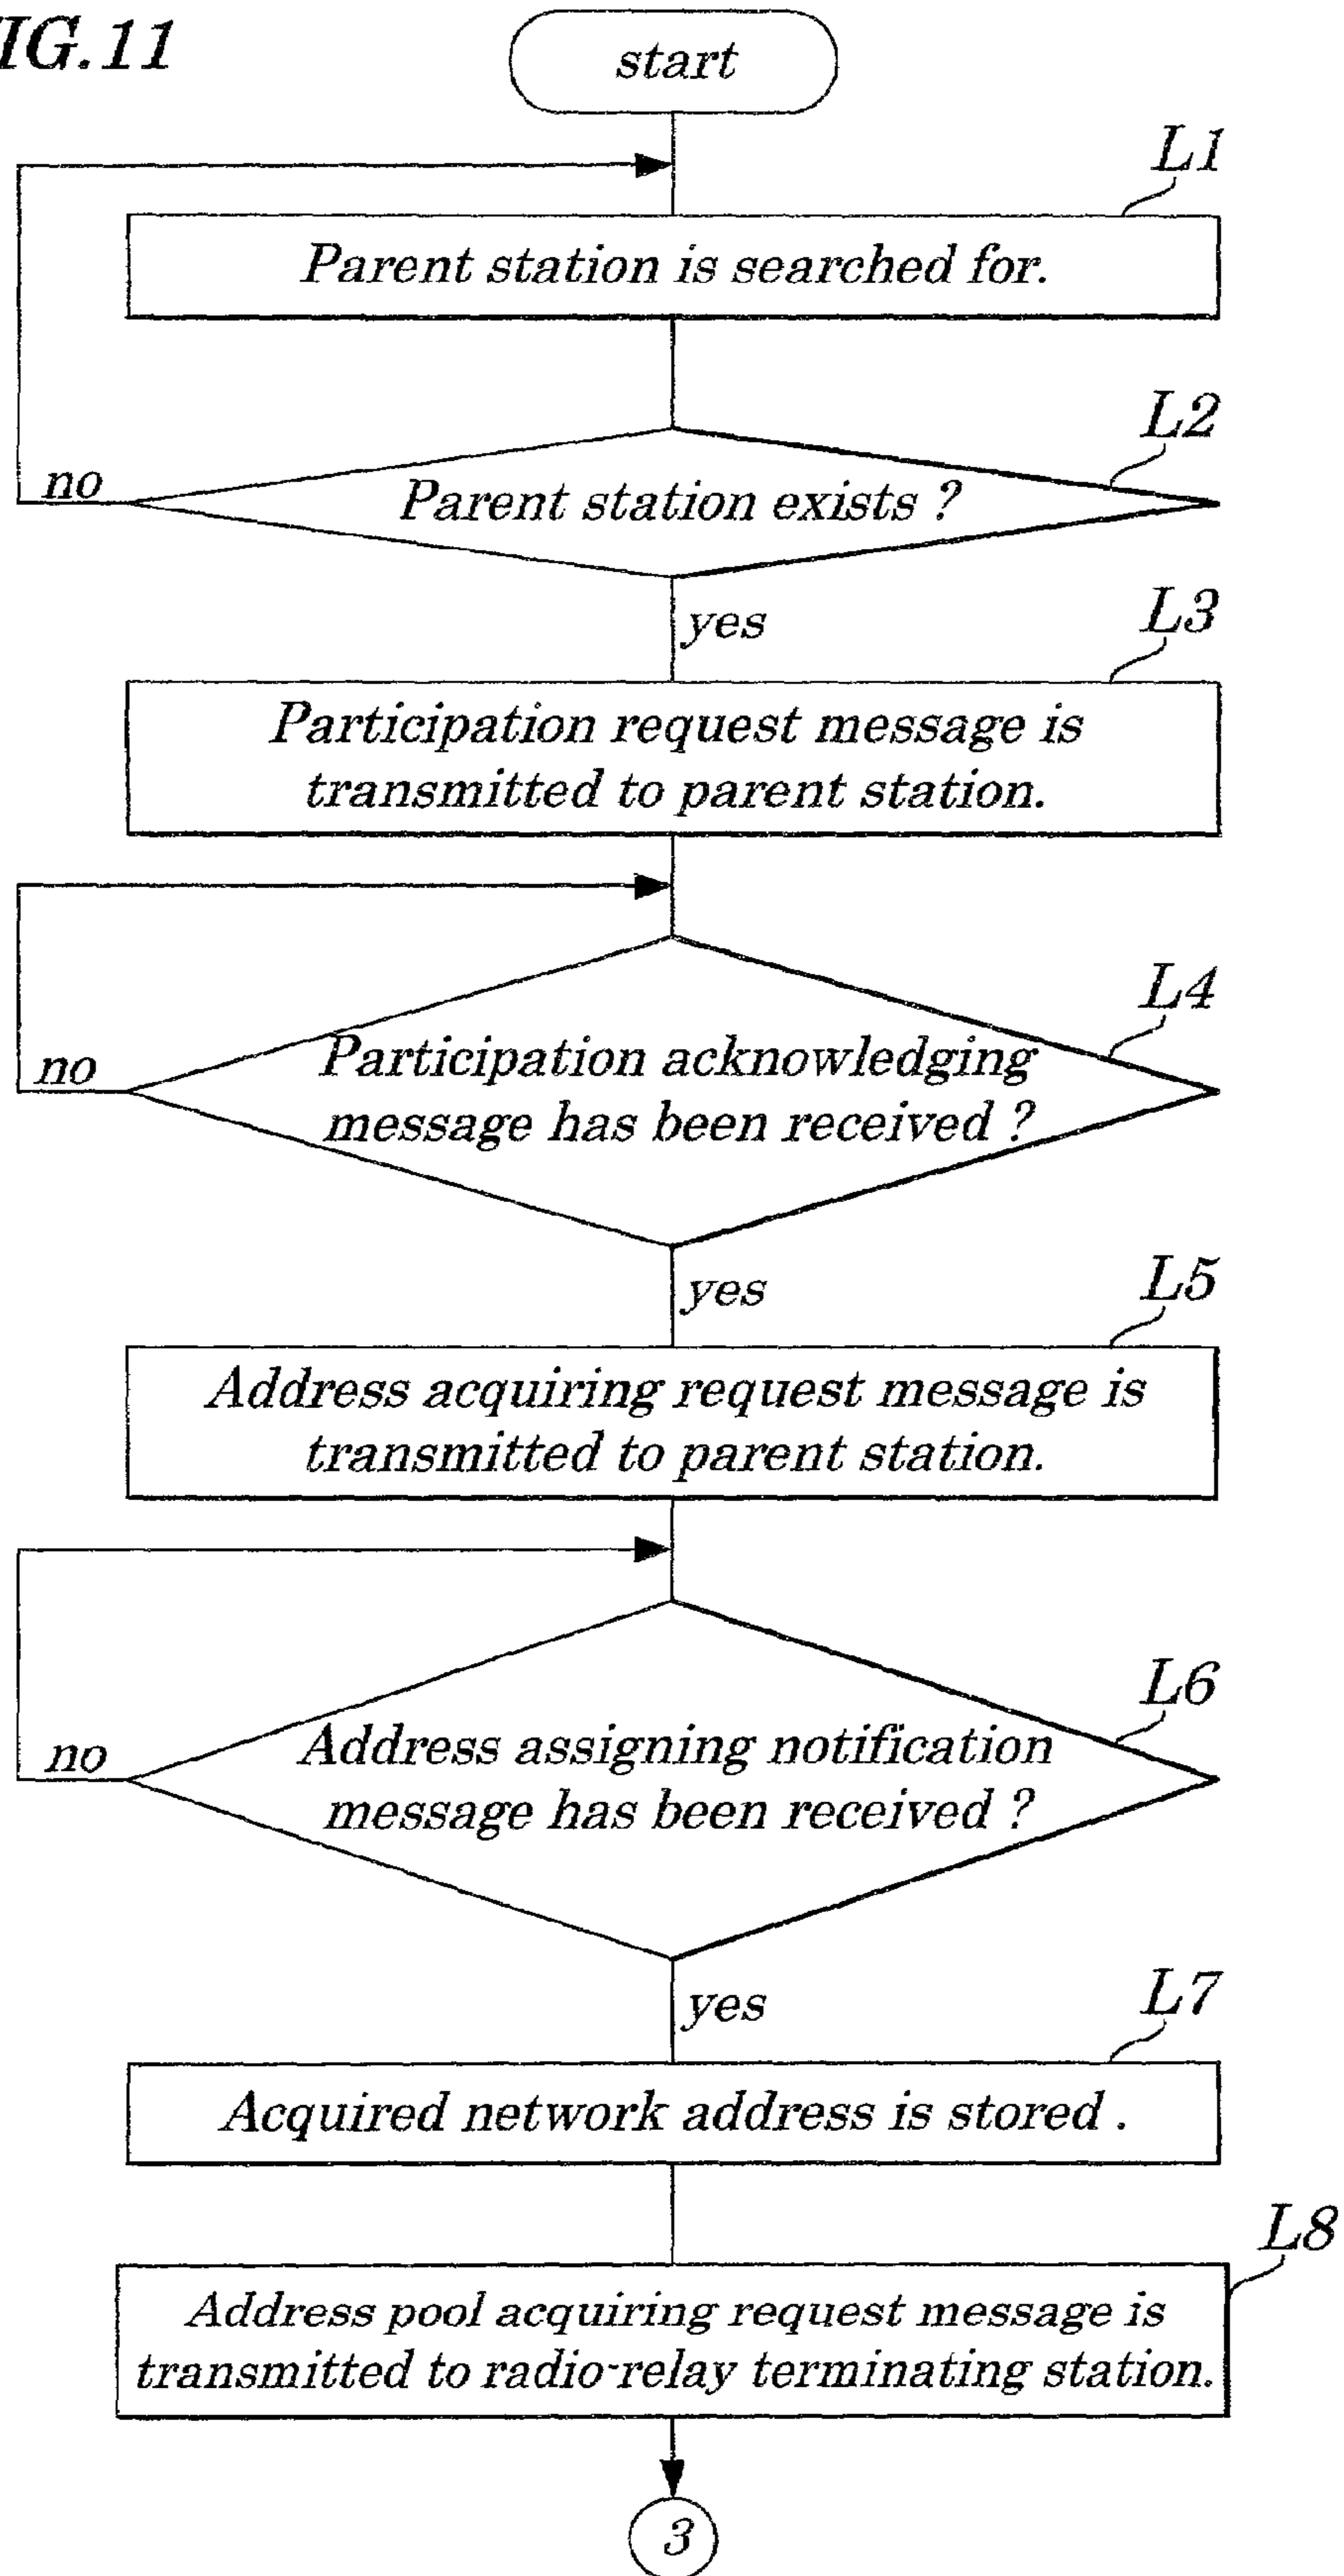 IG.11
start
L1
Parent station is searched for.
L2
no
Parent station exists ?
yes
L3
Participation request message is
transmitted to parent station.
L4
no
Participation acknowledging
message has been received ?
yes
L5
Address acquiring request message is
transmitted to parent station.
L6
no
Address assigning notification
message has been received ?
yes
L7
Acquired network address is stored .
L8
Address pool acquiring request message is
transmitted to radio-relay terminating station.
3